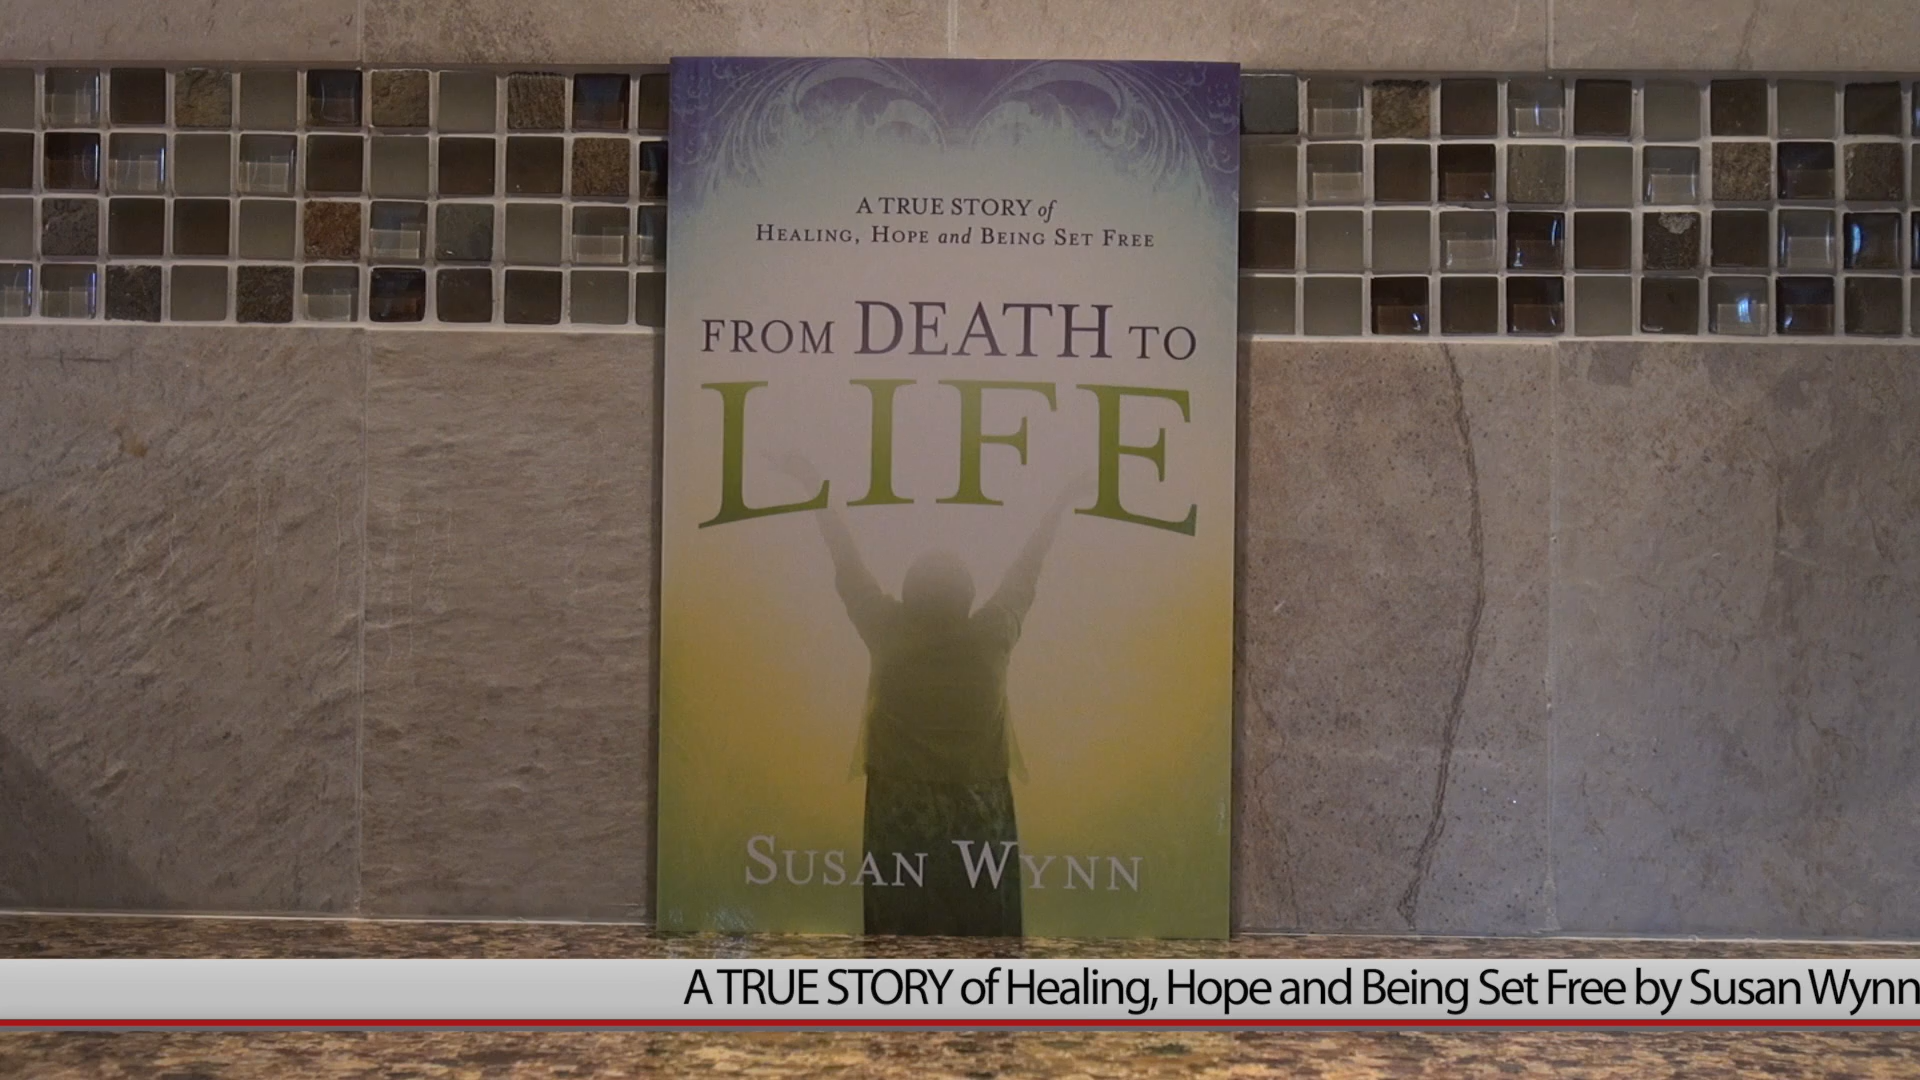 A TRUE STORY of
HEALING, HOPE and BEING SET FREE
FROM DEATH TO
LIFE
SUSAN WYNN
A TRUE STORY of Healing, Hope and Being Set Free by Susan Wynn